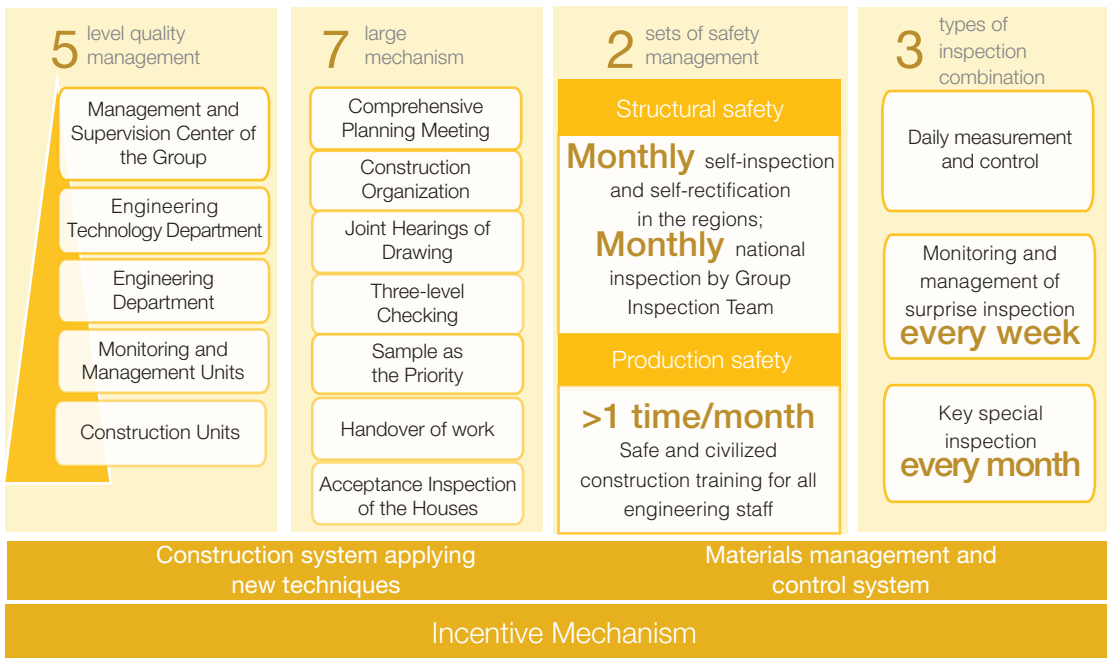 5
level quality
management
Management and
Supervision Center of
the Group
Engineering
Technology Department
Engineering
Department
Monitoring and
Management Units
Construction Units
7
large
mechanism
Comprehensive
Planning Meeting
Construction
Organization
Joint Hearings of
Drawing
Three-level
Checking
Sample as
the Priority
Handover of work
Acceptance Inspection
of the Houses
2
sets of safety
management
Structural safety
Monthly self-inspection
and self-rectification
in the regions;
Monthly national
inspection by Group
Inspection Team
Production safety
>1 time/month
Safe and civilized
construction training for all
engineering staff
3
types of
inspection
combination
Daily measurement
and control
Monitoring and
management of
surprise inspection
every week
Key special
inspection
every month
Construction system applying
new techniques
Materials management and
control system
Incentive Mechanism